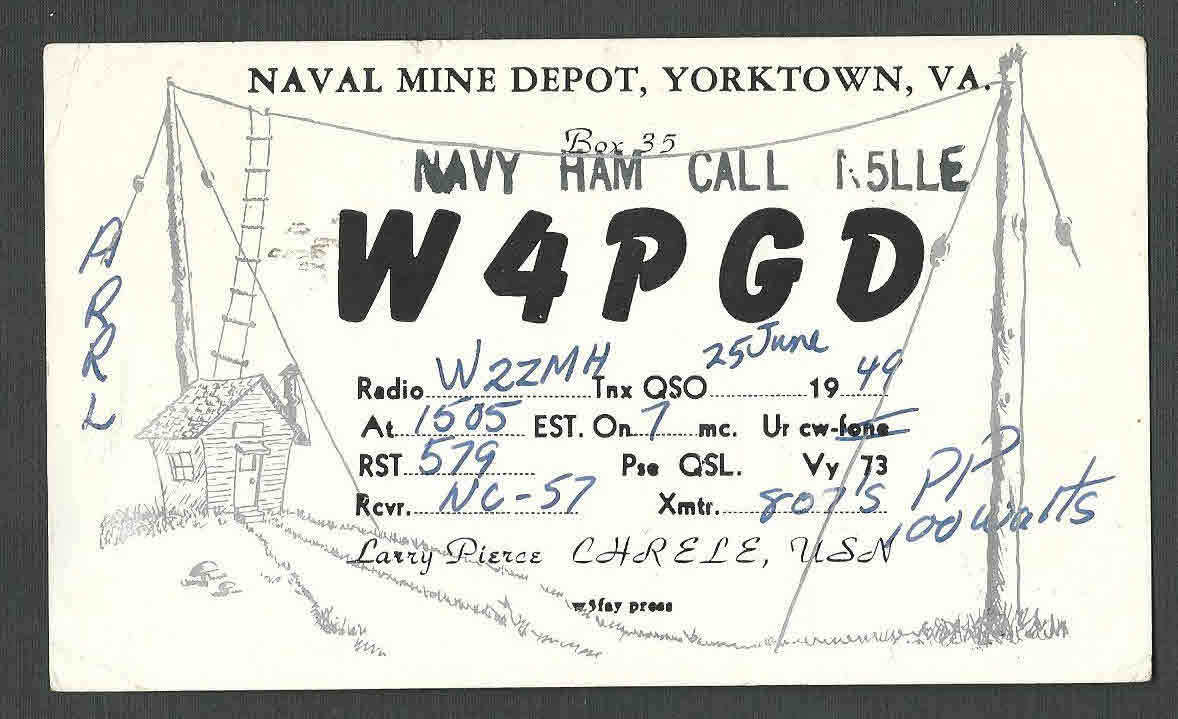 NAVAL MINE DEPOT, YORKTOWN, VA.
Box 35
NAVY HAM CALL N5LLE
W4PGD
ARRL
Radio W2ZMH Tnx QSO 25 June 1949
At 1505 EST. On 7 mc. Ur cw-fone
RST 579 Pse QSL. Vy 73
Rcvr. NC-57 Xmtr. 807's PP
100 watts
Larry Pierce CHRELE, USN
w3fay press